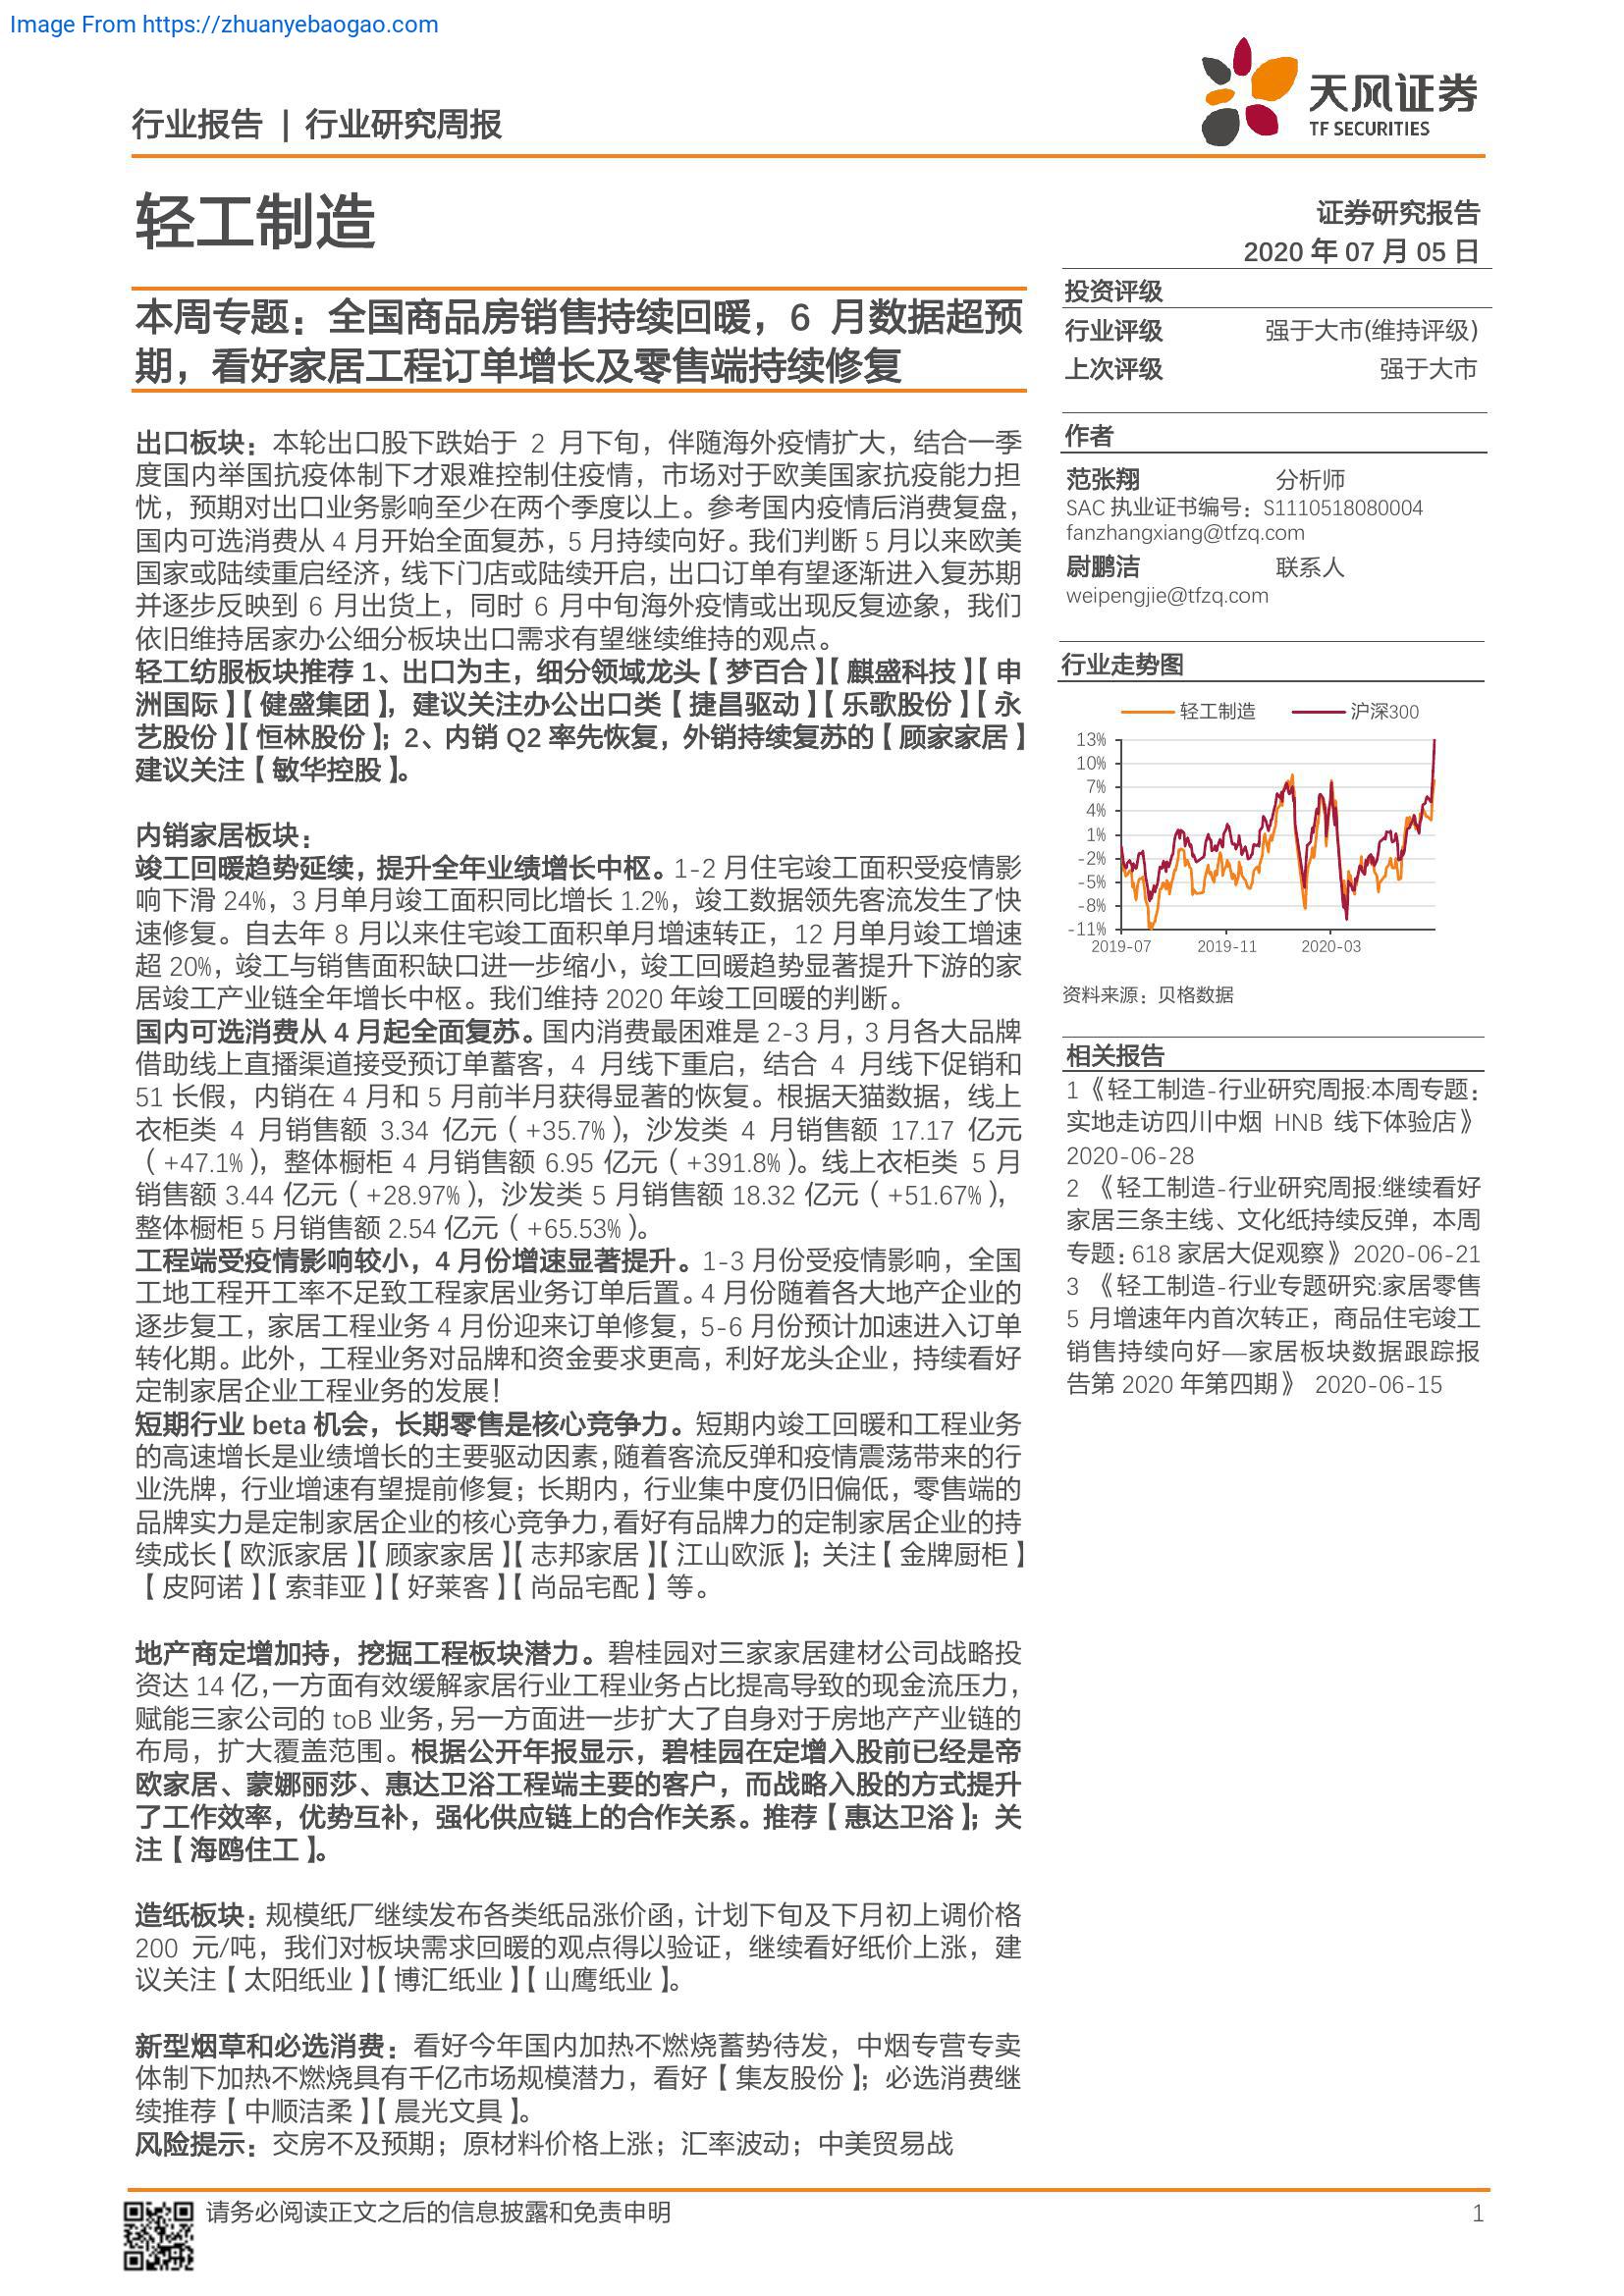 Image From https://zhuanyebaogao.com
行业报告 | 行业研究周报
天风证券
TF SECURITIES
轻工制造
证券研究报告
2020 年 07 月 05 日
本周专题：全国商品房销售持续回暖，6 月数据超预
期，看好家居工程订单增长及零售端持续修复
出口板块：本轮出口股下跌始于 2 月下旬，伴随海外疫情扩大，结合一季
度国内举国抗疫体制下才艰难控制住疫情，市场对于欧美国家抗疫能力担
忧，预期对出口业务影响至少在两个季度以上。参考国内疫情后消费复盘，
国内可选消费从 4 月开始全面复苏，5 月持续向好。我们判断 5 月以来欧美
国家或陆续重启经济，线下门店或陆续开启，出口订单有望逐渐进入复苏期
并逐步反映到 6 月出货上，同时 6 月中旬海外疫情或出现反复迹象，我们
依旧维持居家办公细分板块出口需求有望继续维持的观点。
轻工纺服板块推荐 1、出口为主，细分领域龙头【梦百合】【麒盛科技】【申
洲国际】【健盛集团】，建议关注办公出口类【捷昌驱动】【乐歌股份】【永
艺股份】【恒林股份】；2、内销 Q2 率先恢复，外销持续复苏的【顾家家居】
建议关注【敏华控股】。
内销家居板块：
竣工回暖趋势延续，提升全年业绩增长中枢。1-2 月住宅竣工面积受疫情影
响下滑 24%，3 月单月竣工面积同比增长 1.2%，竣工数据领先客流发生了快
速修复。自去年 8 月以来住宅竣工面积单月增速转正，12 月单月竣工增速
超 20%，竣工与销售面积缺口进一步缩小，竣工回暖趋势显著提升下游的家
居竣工产业链全年增长中枢。我们维持 2020 年竣工回暖的判断。
国内可选消费从 4 月起全面复苏。国内消费最困难是 2-3 月，3 月各大品牌
借助线上直播渠道接受预订单蓄客，4 月线下重启，结合 4 月线下促销和
51 长假，内销在 4 月和 5 月前半月获得显著的恢复。根据天猫数据，线上
衣柜类 4 月销售额 3.34 亿元（+35.7%），沙发类 4 月销售额 17.17 亿元
（+47.1%），整体橱柜 4 月销售额 6.95 亿元（+391.8%）。线上衣柜类 5 月
销售额 3.44 亿元（+28.97%），沙发类 5 月销售额 18.32 亿元（+51.67%），
整体橱柜 5 月销售额 2.54 亿元（+65.53%）。
工程端受疫情影响较小，4 月份增速显著提升。1-3 月份受疫情影响，全国
工地工程开工率不足致工程家居业务订单后置。4 月份随着各大地产企业的
逐步复工，家居工程业务 4 月份迎来订单修复，5-6 月份预计加速进入订单
转化期。此外，工程业务对品牌和资金要求更高，利好龙头企业，持续看好
定制家居企业工程业务的发展！
短期行业 beta 机会，长期零售是核心竞争力。短期内竣工回暖和工程业务
的高速增长是业绩增长的主要驱动因素，随着客流反弹和疫情震荡带来的行
业洗牌，行业增速有望提前修复；长期内，行业集中度仍旧偏低，零售端的
品牌实力是定制家居企业的核心竞争力，看好有品牌力的定制家居企业的持
续成长【欧派家居】【顾家家居】【志邦家居】【江山欧派】；关注【金牌厨柜】
【皮阿诺】【索菲亚】【好莱客】【尚品宅配】等。
地产商定增加持，挖掘工程板块潜力。碧桂园对三家家居建材公司战略投
资达 14 亿，一方面有效缓解家居行业工程业务占比提高导致的现金流压力，
赋能三家公司的 toB 业务，另一方面进一步扩大了自身对于房地产产业链的
布局，扩大覆盖范围。根据公开年报显示，碧桂园在定增入股前已经是帝
欧家居、蒙娜丽莎、惠达卫浴工程端主要的客户，而战略入股的方式提升
了工作效率，优势互补，强化供应链上的合作关系。推荐【惠达卫浴】；关
注【海鸥住工】。
造纸板块：规模纸厂继续发布各类纸品涨价函，计划下旬及下月初上调价格
200 元/吨，我们对板块需求回暖的观点得以验证，继续看好纸价上涨，建
议关注【太阳纸业】【博汇纸业】【山鹰纸业】。
新型烟草和必选消费：看好今年国内加热不燃烧蓄势待发，中烟专营专卖
体制下加热不燃烧具有千亿市场规模潜力，看好【集友股份】；必选消费继
续推荐【中顺洁柔】【晨光文具】。
风险提示：交房不及预期；原材料价格上涨；汇率波动；中美贸易战
投资评级
行业评级 强于大市(维持评级)
上次评级 强于大市
作者
范张翔 分析师
SAC 执业证书编号：S1110518080004
fanzhangxiang@tfzq.com
尉鹏洁 联系人
weipengjie@tfzq.com
行业走势图
轻工制造 沪深300
13%
10%
7%
4%
1%
-2%
-5%
-8%
-11%
2019-07 2019-11 2020-03
资料来源：贝格数据
相关报告
1《轻工制造-行业研究周报:本周专题：
实地走访四川中烟 HNB 线下体验店》
2020-06-28
2 《轻工制造-行业研究周报:继续看好
家居三条主线、文化纸持续反弹，本周
专题：618 家居大促观察》 2020-06-21
3 《轻工制造-行业专题研究:家居零售
5 月增速年内首次转正，商品住宅竣工
销售持续向好—家居板块数据跟踪报
告第 2020 年第四期》 2020-06-15
请务必阅读正文之后的信息披露和免责申明 1